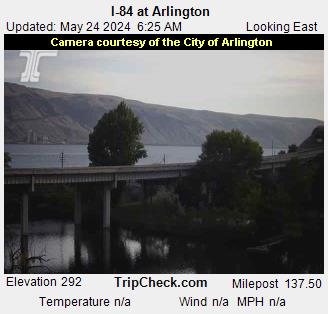 I-84 at Arlington
Updated: May 24 2024 6:25 AM Looking East
Camera courtesy of the City of Arlington
Elevation 292 TripCheck.com Milepost 137.50
Temperature n/a Wind n/a MPH n/a